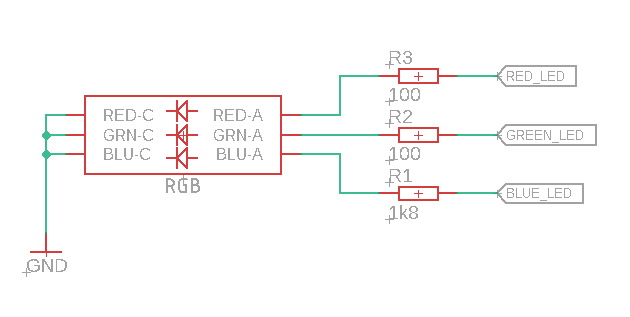 R3
RED_LED
100
RED-C RED-A
R2
GRN-C GRN-A
GREEN_LED
100
BLU-C BLU-A
R1
RGB
BLUE_LED
1k8
GND